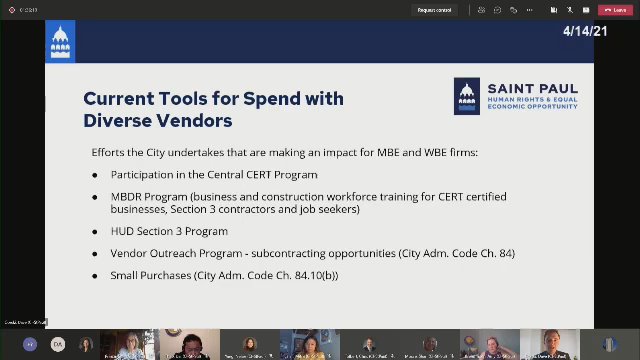 Request control
Leave
4/14/21
SAINT PAUL
HUMAN RIGHTS & EQUAL
ECONOMIC OPPORTUNITY
Current Tools for Spend with
Diverse Vendors
Efforts the City undertakes that are making an impact for MBE and WBE firms:
● Participation in the Central CERT Program
● MBDR Program (business and construction workforce training for CERT certified
businesses, Section 3 contractors and job seekers)
● HUD Section 3 Program
● Vendor Outreach Program - subcontracting opportunities (City Adm. Code Ch. 84)
● Small Purchases (City Adm. Code Ch. 84.10(b))
DA